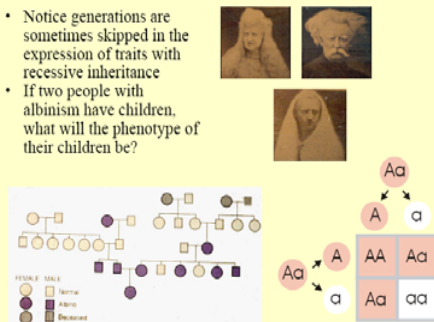 • Notice generations are
sometimes skipped in the
expression of traits with
recessive inheritance
• If two people with
albinism have children,
what will the phenotype of
their children be?
Aa
A a
Aa A AA Aa
a Aa aa
FEMALE MALE
Normal
Albino
Deceased